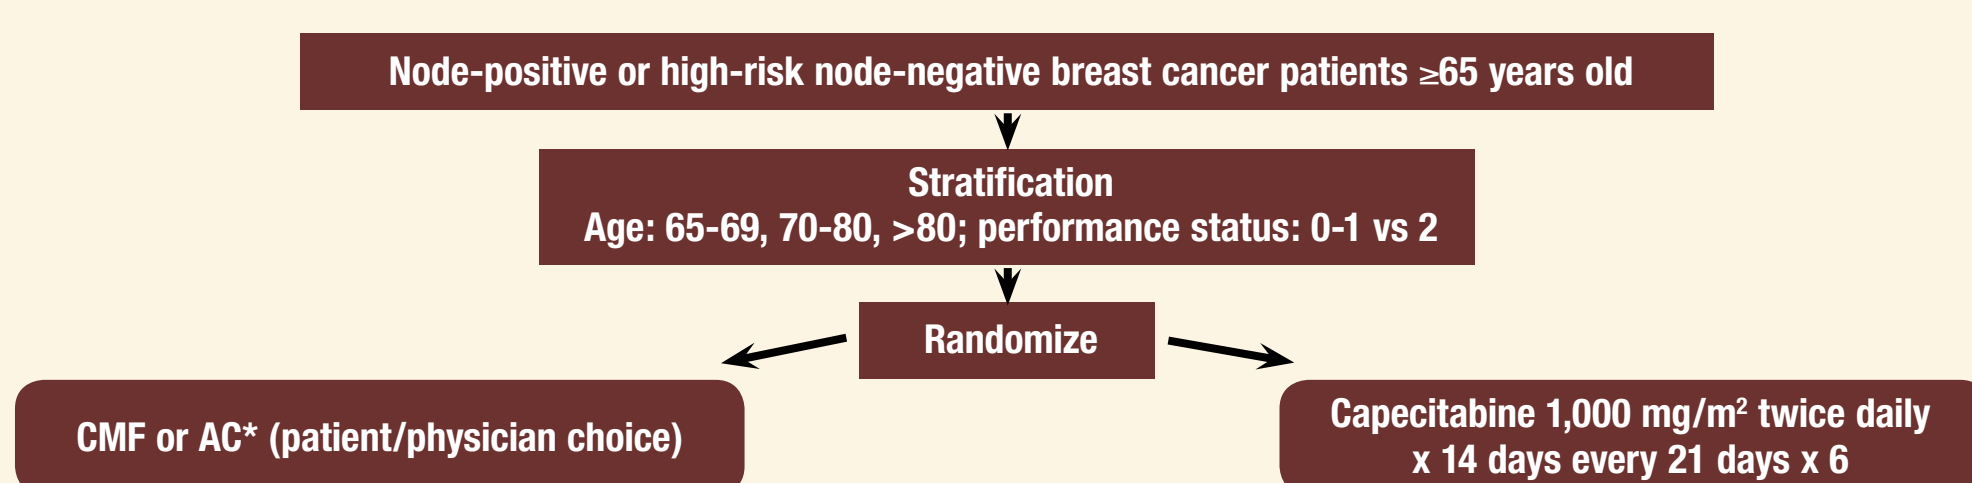 Node-positive or high-risk node-negative breast cancer patients ≥65 years old
Stratification
Age: 65-69, 70-80, >80; performance status: 0-1 vs 2
Randomize
CMF or AC* (patient/physician choice)
Capecitabine 1,000 mg/m² twice daily
x 14 days every 21 days x 6